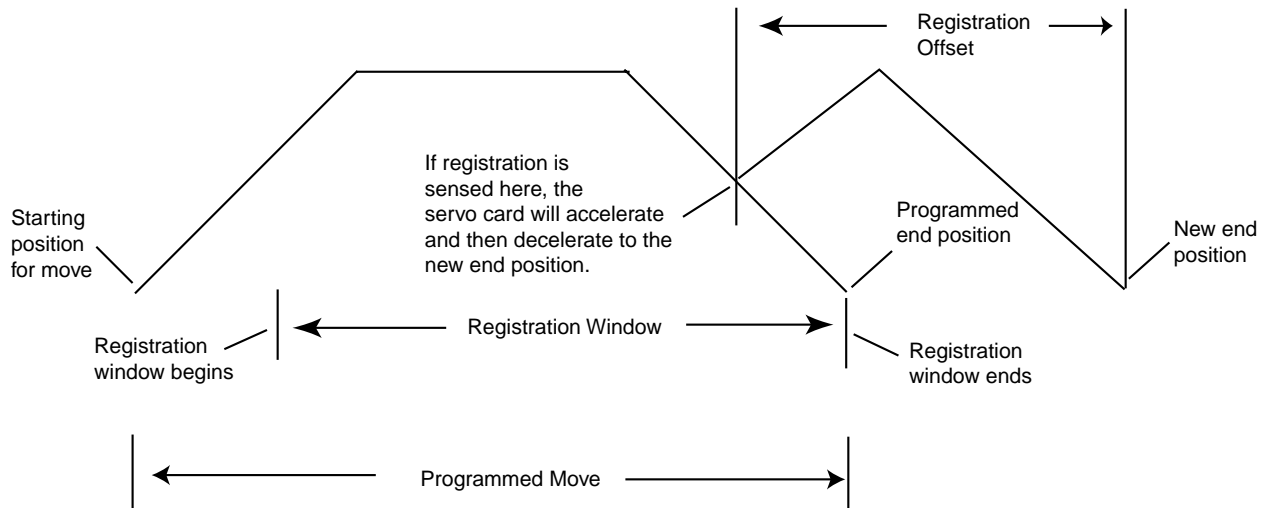 Registration
Offset
If registration is
sensed here, the
servo card will accelerate
and then decelerate to the
new end position.
Starting
position
for move
Programmed
end position
New end
position
Registration Window
Registration
window begins
Registration
window ends
Programmed Move